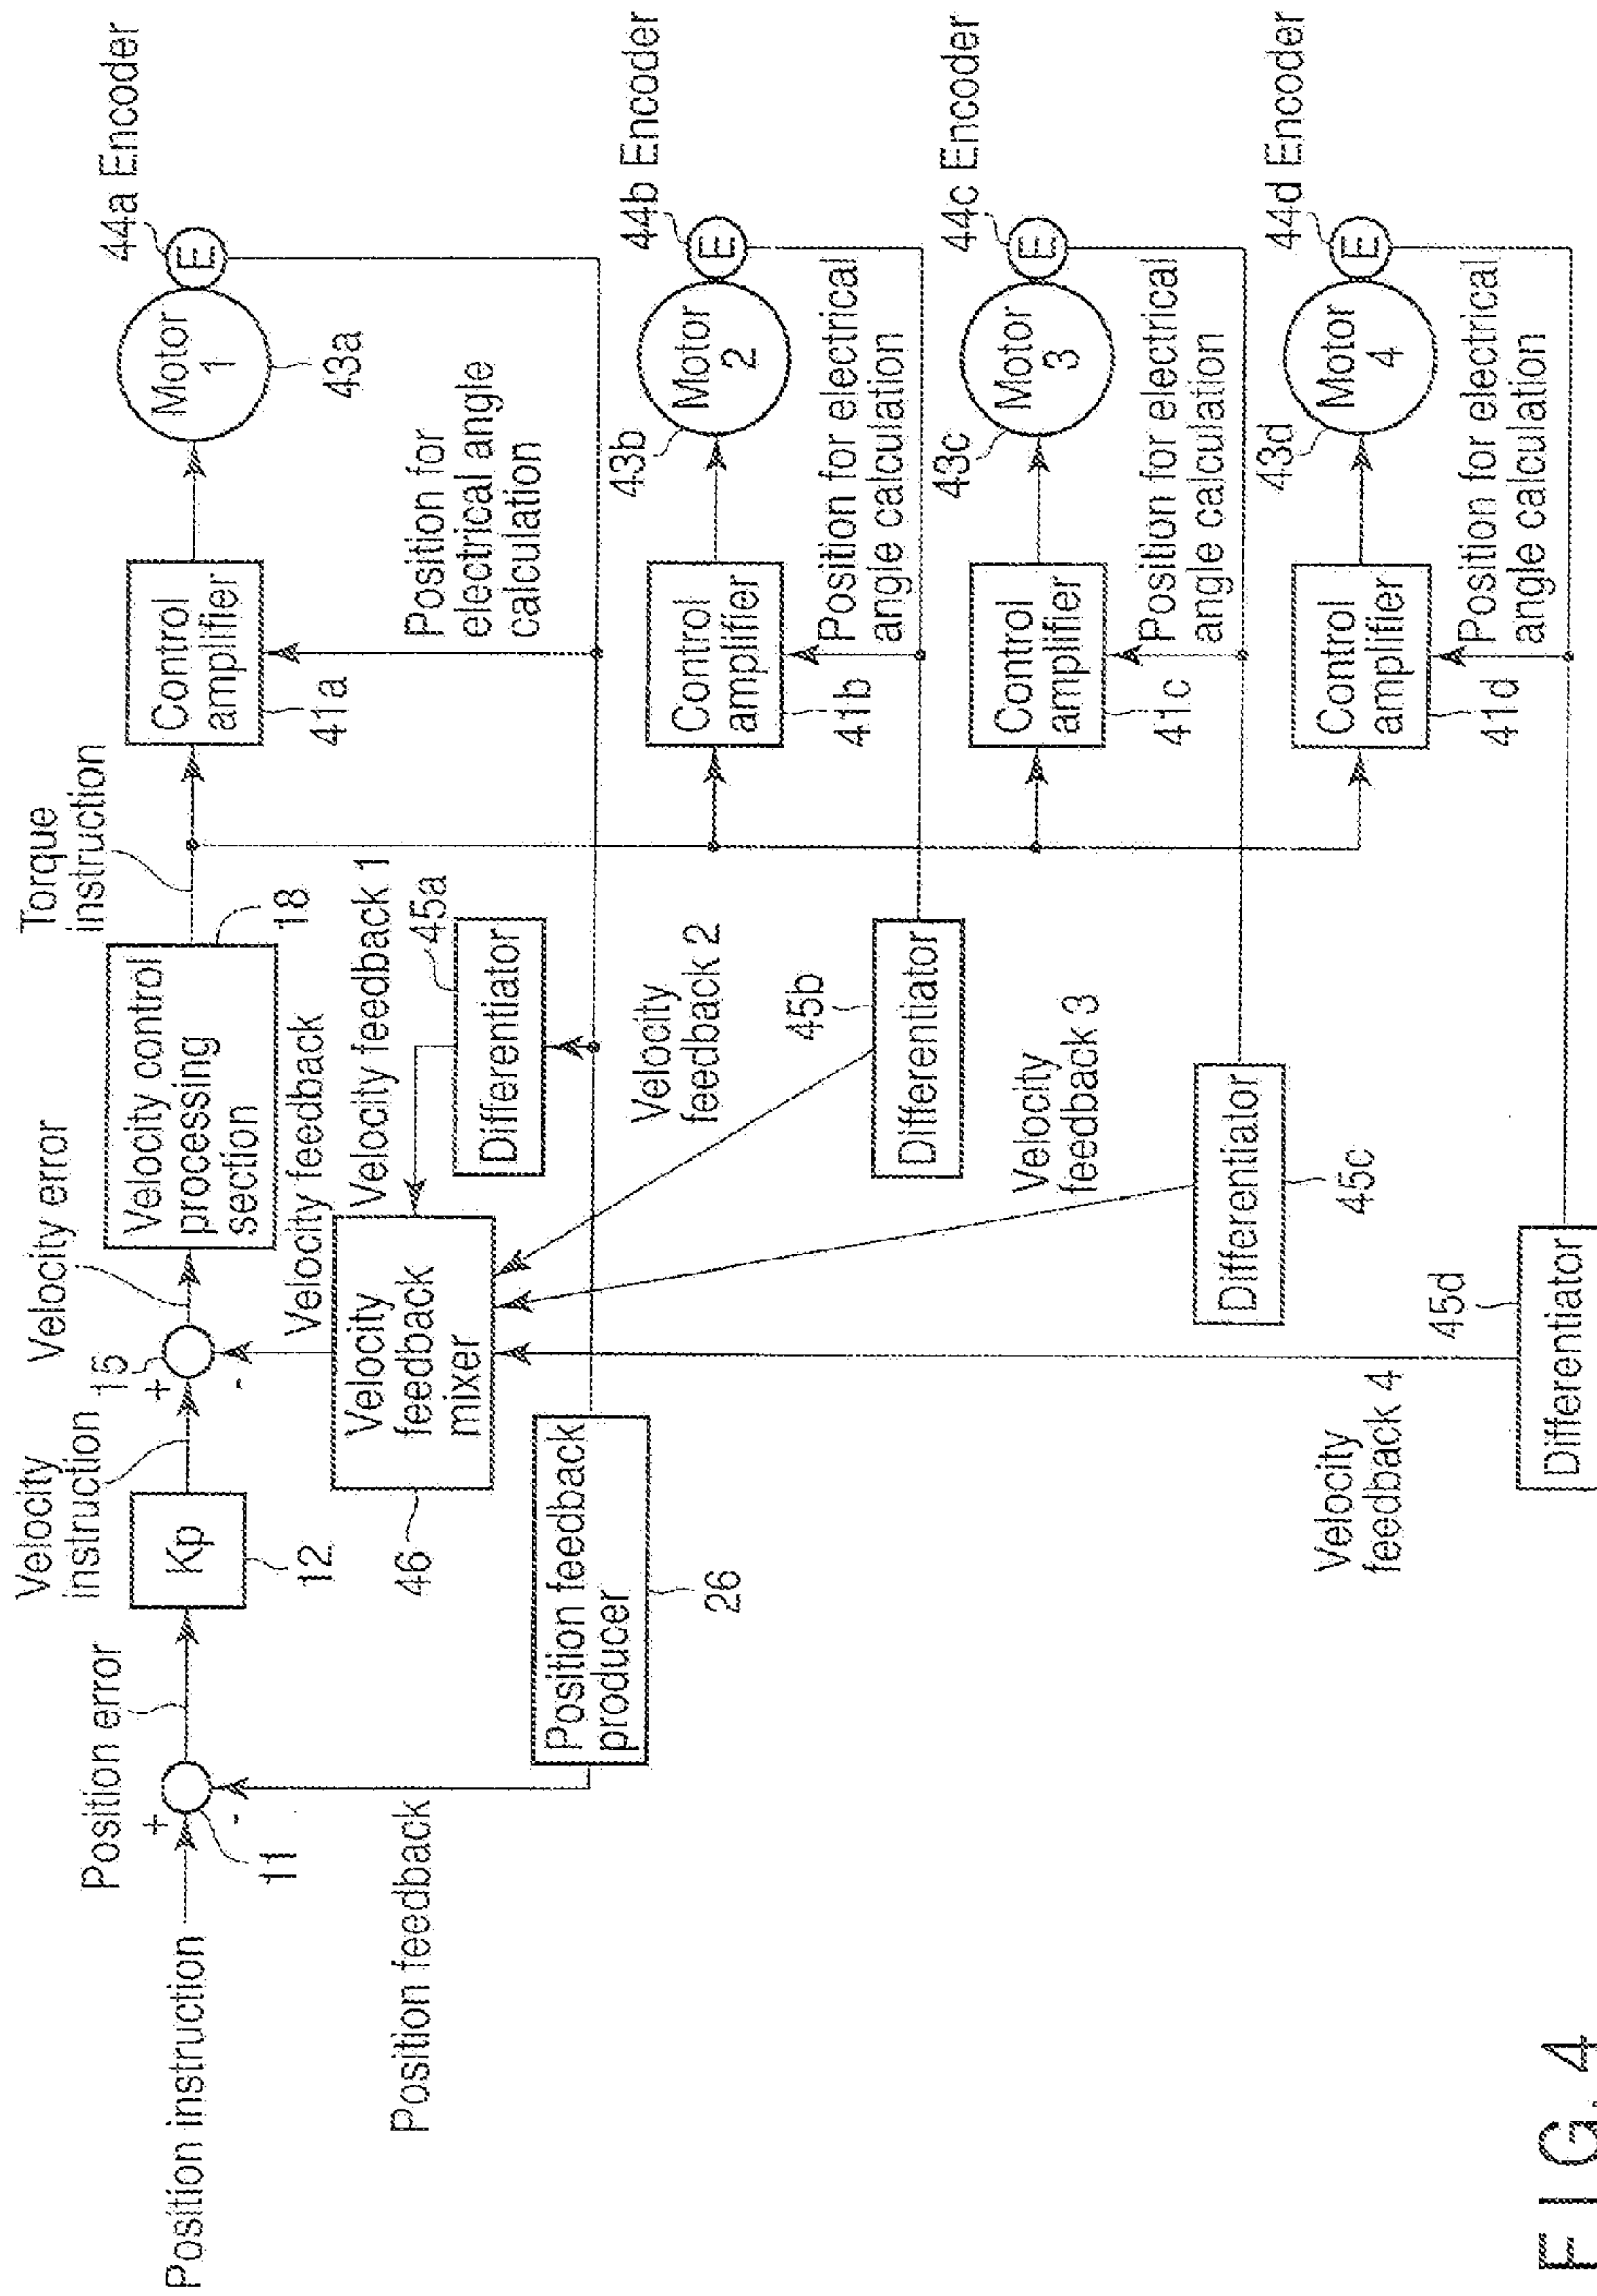 Position instruction
+
-
11
Position error
Kp
12
Velocity
instruction
15
+
-
Velocity error
Velocity control
processing
section
18
Torque
instruction
Control
amplifier
41a
Motor
1
43a
44a Encoder
E
Position for
electrical angle
calculation
Velocity feedback
Velocity feedback 1
45a
Differentiator
Velocity
feedback
mixer
46
Position feedback
producer
26
Position feedback
Velocity
feedback 2
45b
Differentiator
Control
amplifier
41b
Motor
2
43b
44b Encoder
E
Position for electrical
angle calculation
Velocity
feedback 3
Differentiator
45c
Control
amplifier
41c
Motor
3
43c
44c Encoder
E
Position for electrical
angle calculation
Velocity
feedback 4
45d
Differentiator
Control
amplifier
41d
Motor
4
43d
44d Encoder
E
Position for electrical
angle calculation
FIG. 4